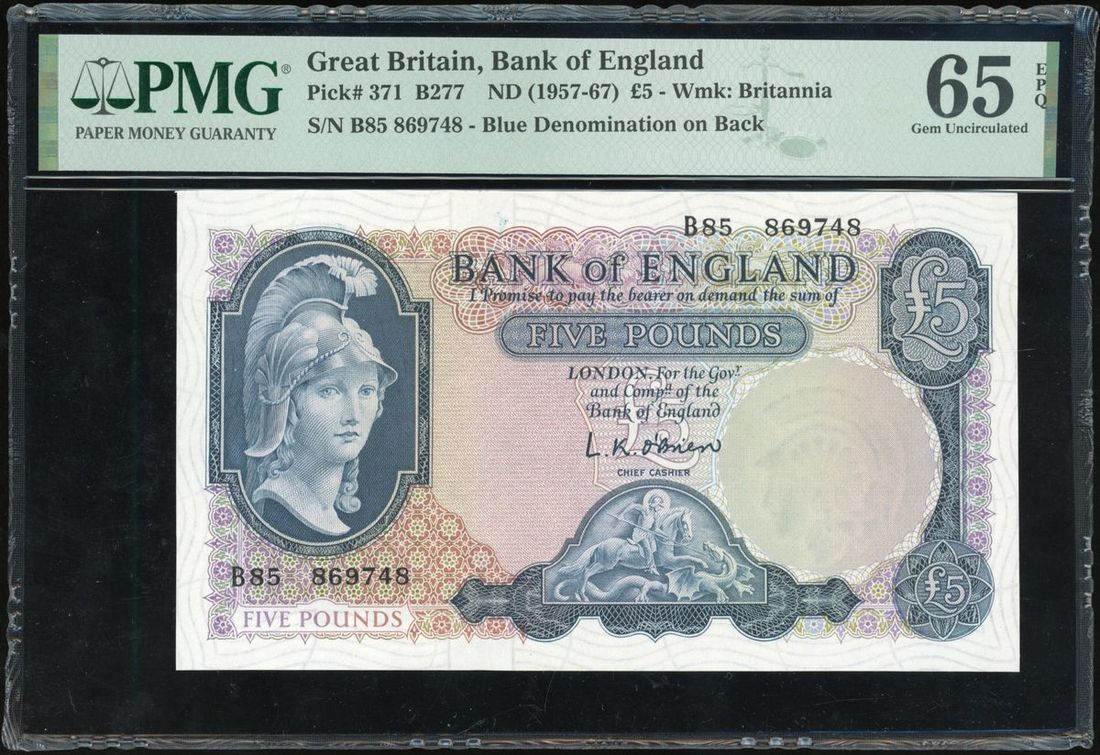 PMG®
PAPER MONEY GUARANTY
Great Britain, Bank of England
Pick# 371 B277 ND (1957-67) £5 - Wmk: Britannia
S/N B85 869748 - Blue Denomination on Back
65
EPQ
Gem Uncirculated
B85 869748
BANK of ENGLAND
I Promise to pay the bearer on demand the sum of
FIVE POUNDS
£5
LONDON, For the Govr
and Compa of the
Bank of England
£5
L. K. O'Brien
CHIEF CASHIER
B85 869748
FIVE POUNDS
£5